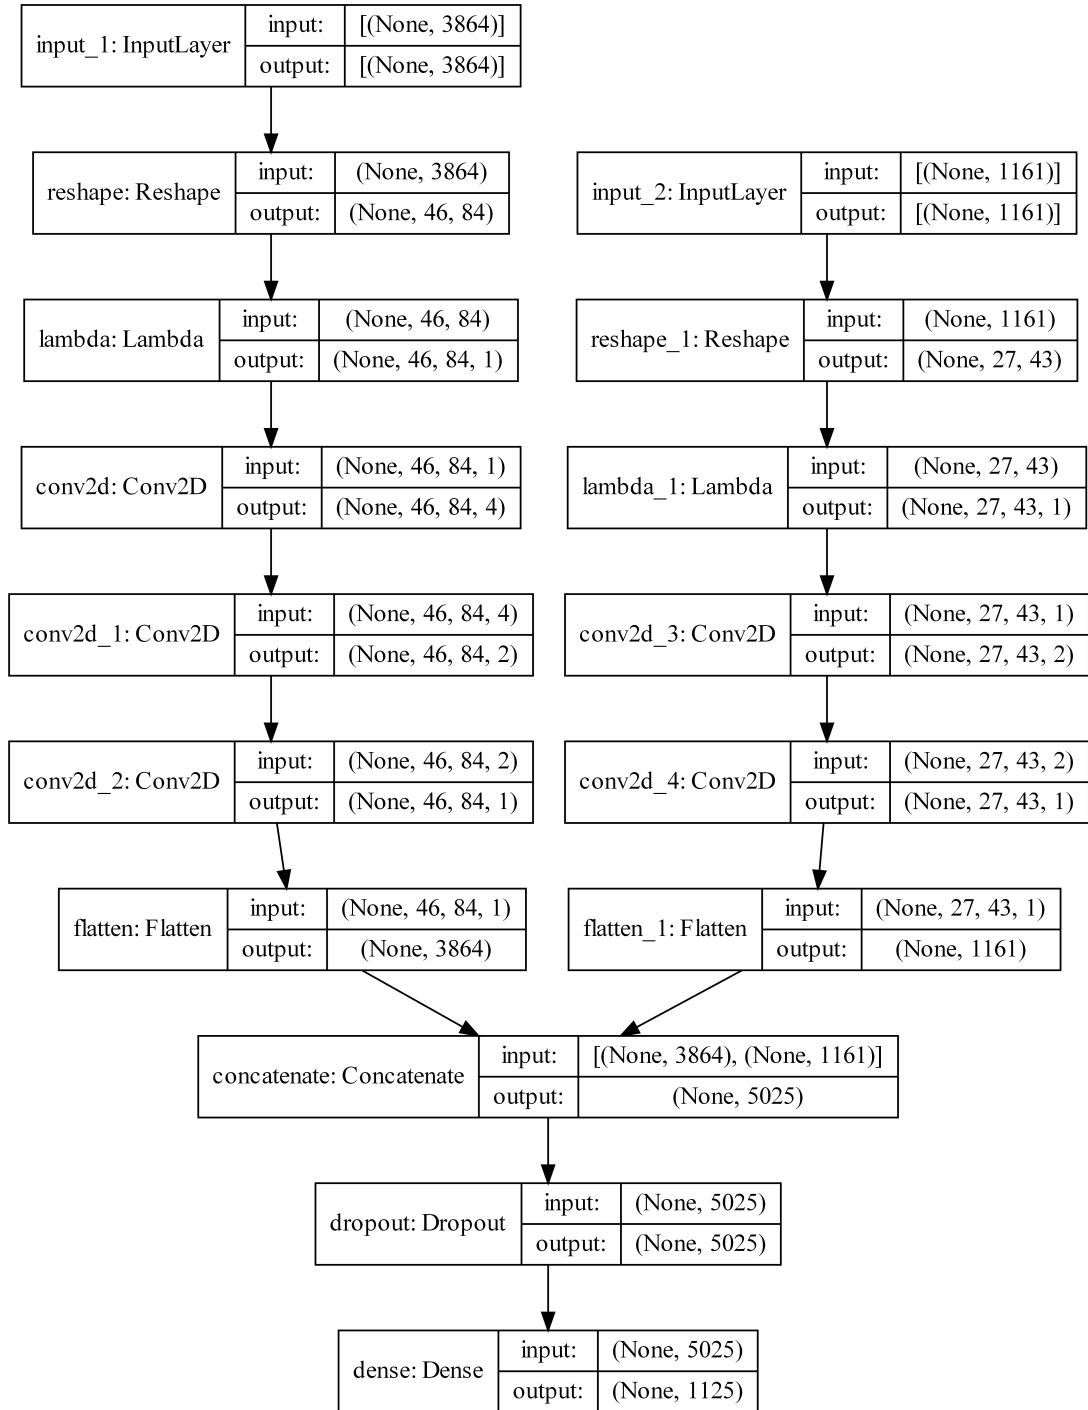 input_1: InputLayer
input: [(None, 3864)]
output: [(None, 3864)]
reshape: Reshape
input: (None, 3864)
output: (None, 46, 84)
lambda: Lambda
input: (None, 46, 84)
output: (None, 46, 84, 1)
conv2d: Conv2D
input: (None, 46, 84, 1)
output: (None, 46, 84, 4)
conv2d_1: Conv2D
input: (None, 46, 84, 4)
output: (None, 46, 84, 2)
conv2d_2: Conv2D
input: (None, 46, 84, 2)
output: (None, 46, 84, 1)
flatten: Flatten
input: (None, 46, 84, 1)
output: (None, 3864)
input_2: InputLayer
input: [(None, 1161)]
output: [(None, 1161)]
reshape_1: Reshape
input: (None, 1161)
output: (None, 27, 43)
lambda_1: Lambda
input: (None, 27, 43)
output: (None, 27, 43, 1)
conv2d_3: Conv2D
input: (None, 27, 43, 1)
output: (None, 27, 43, 2)
conv2d_4: Conv2D
input: (None, 27, 43, 2)
output: (None, 27, 43, 1)
flatten_1: Flatten
input: (None, 27, 43, 1)
output: (None, 1161)
concatenate: Concatenate
input: [(None, 3864), (None, 1161)]
output: (None, 5025)
dropout: Dropout
input: (None, 5025)
output: (None, 5025)
dense: Dense
input: (None, 5025)
output: (None, 1125)